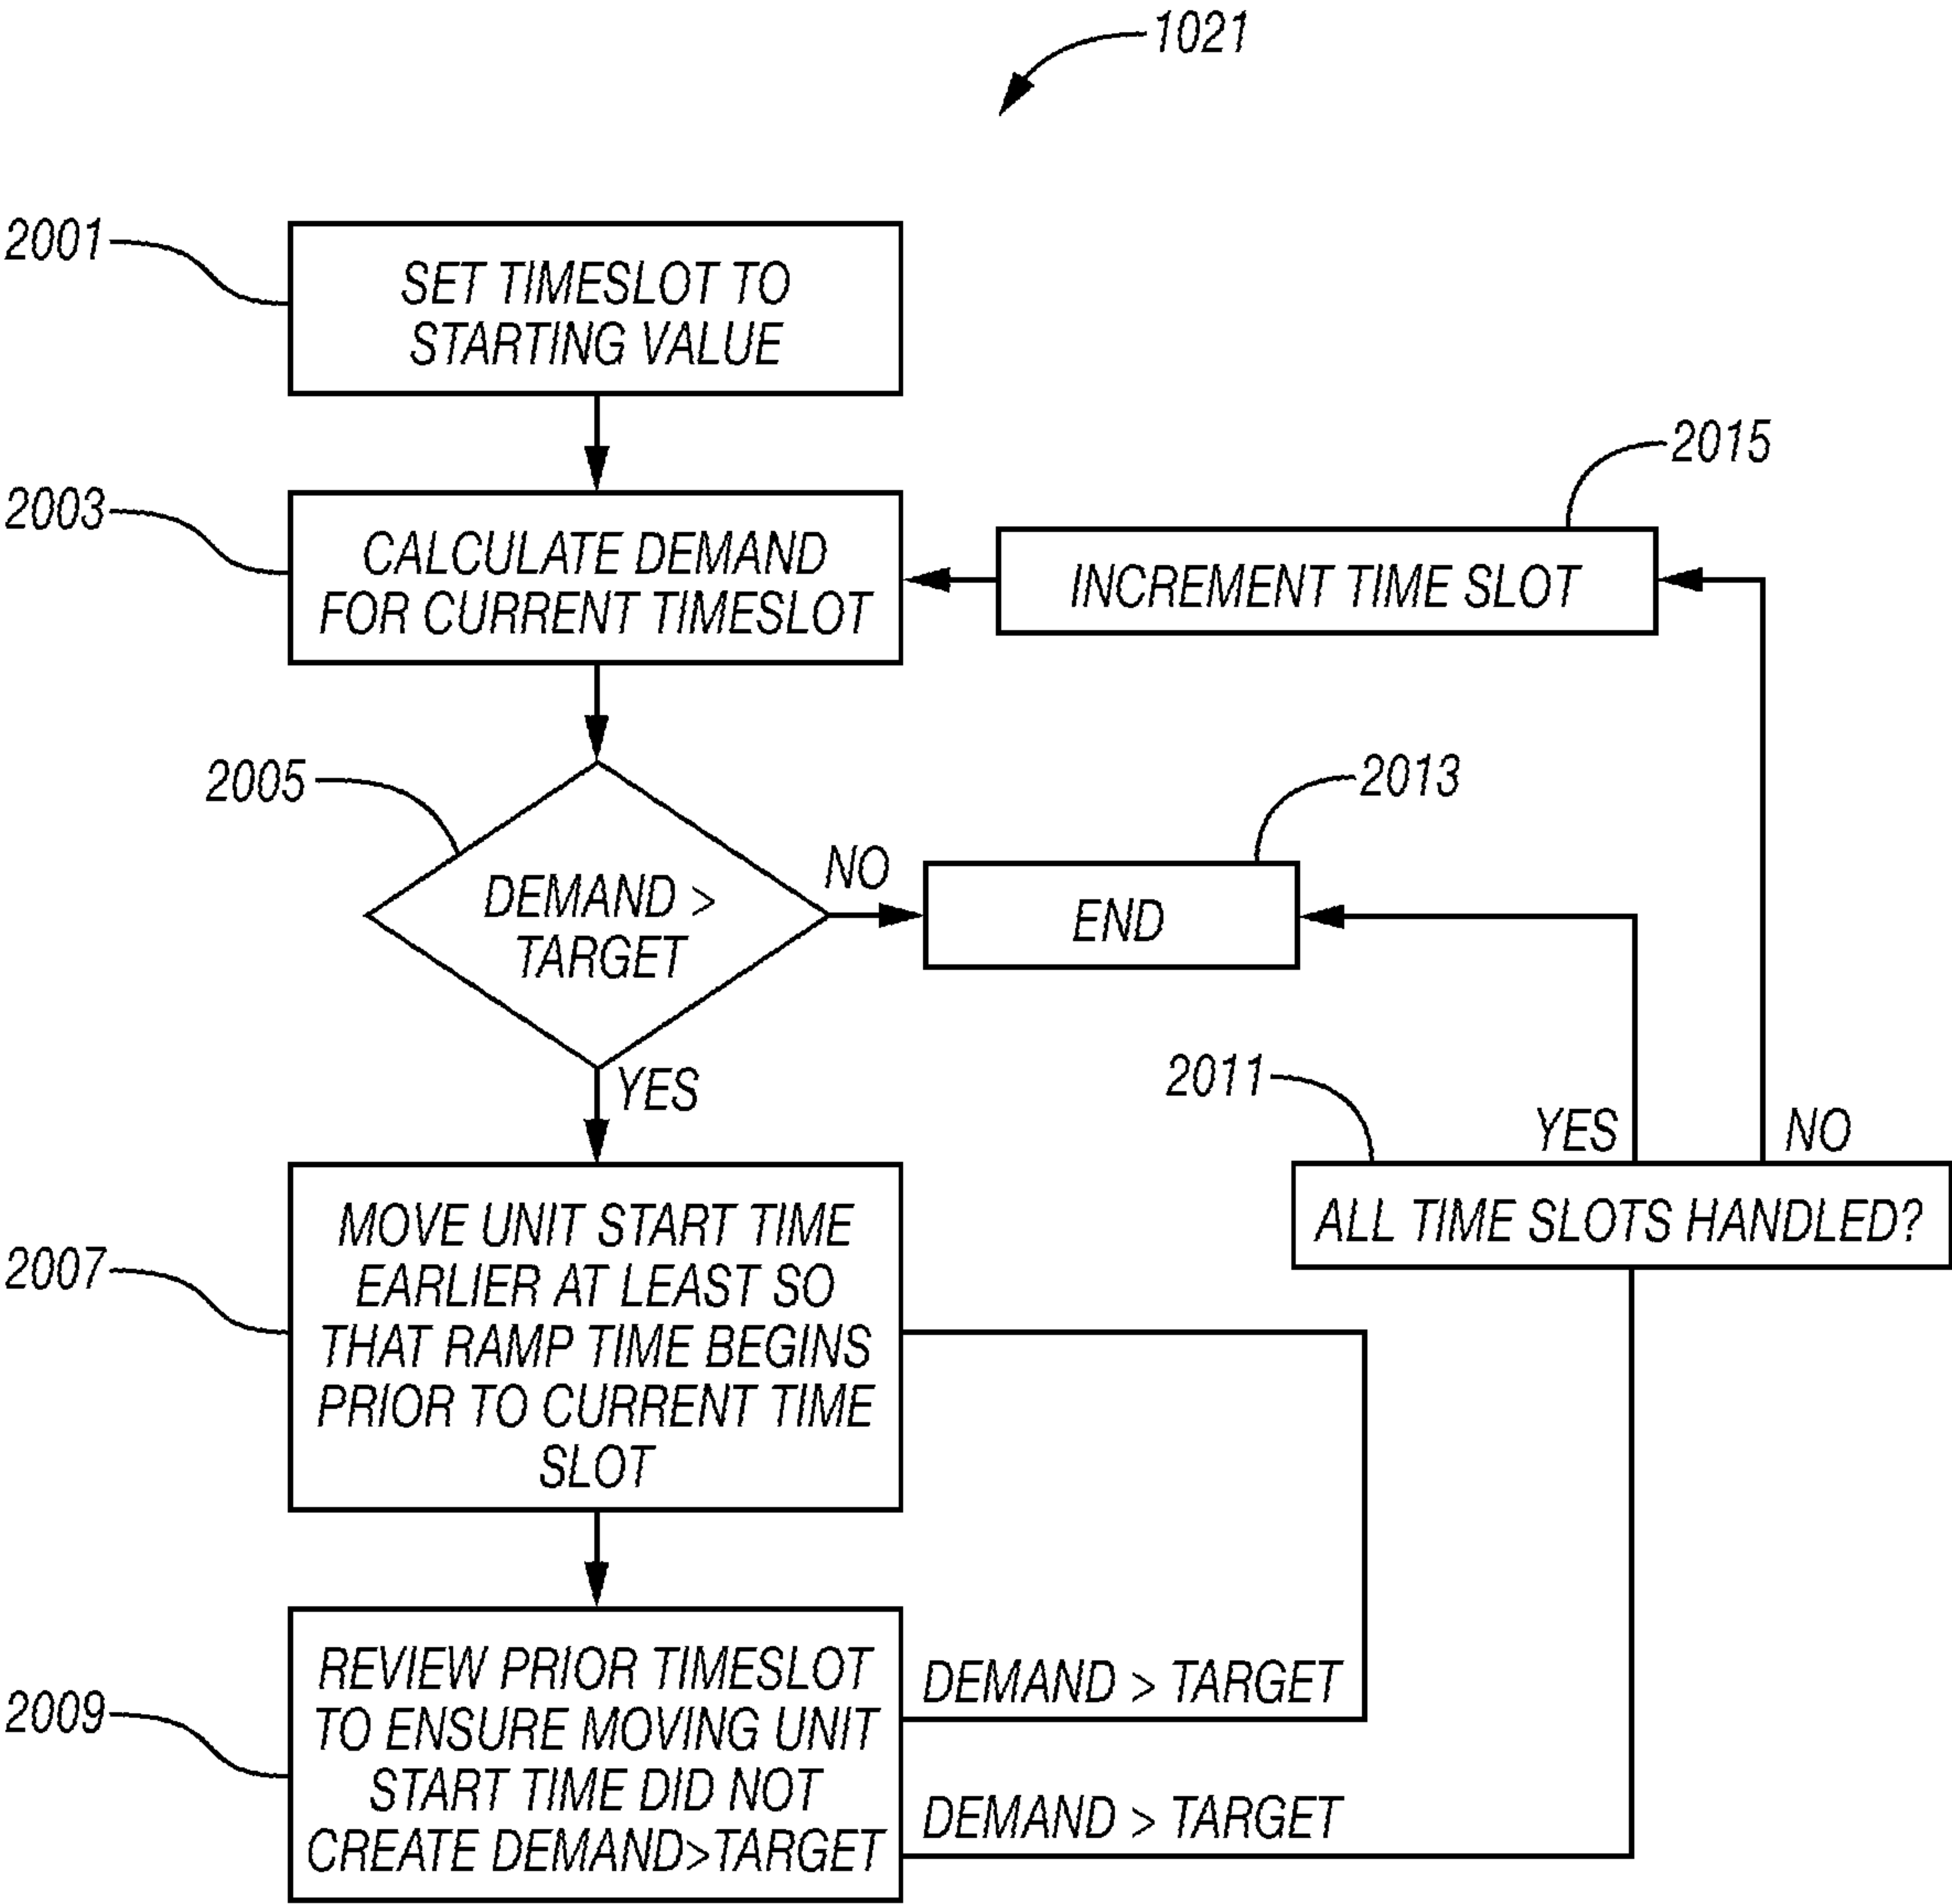 1021
2001
SET TIMESLOT TO
STARTING VALUE
2015
2003
CALCULATE DEMAND
FOR CURRENT TIMESLOT
INCREMENT TIME SLOT
2005
2013
DEMAND >
TARGET
NO
END
YES
2011
YES
NO
ALL TIME SLOTS HANDLED?
2007
MOVE UNIT START TIME
EARLIER AT LEAST SO
THAT RAMP TIME BEGINS
PRIOR TO CURRENT TIME
SLOT
2009
REVIEW PRIOR TIMESLOT
TO ENSURE MOVING UNIT
START TIME DID NOT
CREATE DEMAND>TARGET
DEMAND > TARGET
DEMAND > TARGET